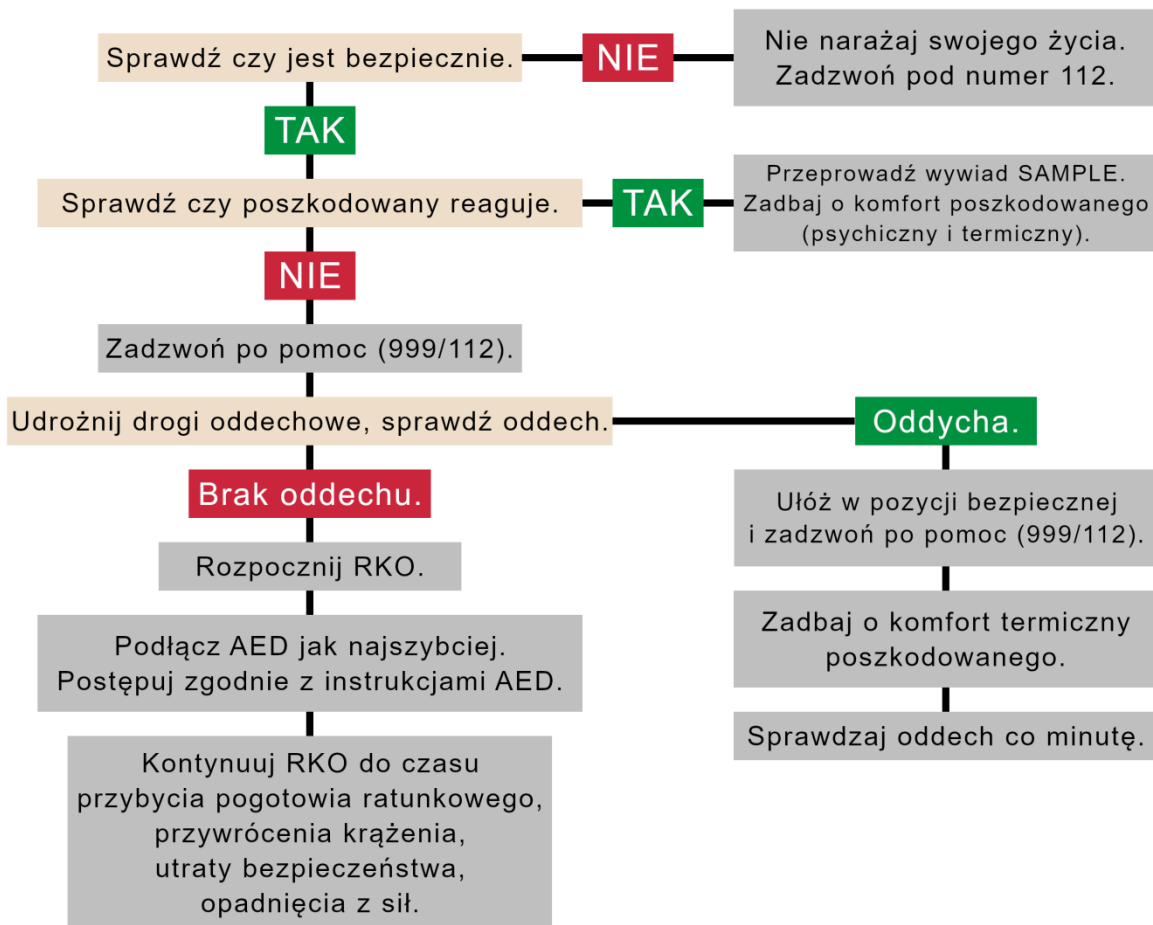 Sprawdź czy jest bezpiecznie.
NIE
Nie narażaj swojego życia.
Zadzwoń pod numer 112.
TAK
Sprawdź czy poszkodowany reaguje.
TAK
Przeprowadź wywiad SAMPLE.
Zadbaj o komfort poszkodowanego
(psychiczny i termiczny).
NIE
Zadzwoń po pomoc (999/112).
Udrożnij drogi oddechowe, sprawdź oddech.
Oddycha.
Brak oddechu.
Ułóż w pozycji bezpiecznej
i zadzwoń po pomoc (999/112).
Rozpocznij RKO.
Zadbaj o komfort termiczny
poszkodowanego.
Podłącz AED jak najszybciej.
Postępuj zgodnie z instrukcjami AED.
Sprawdzaj oddech co minutę.
Kontynuuj RKO do czasu
przybycia pogotowia ratunkowego,
przywrócenia krążenia,
utraty bezpieczeństwa,
opadnięcia z sił.